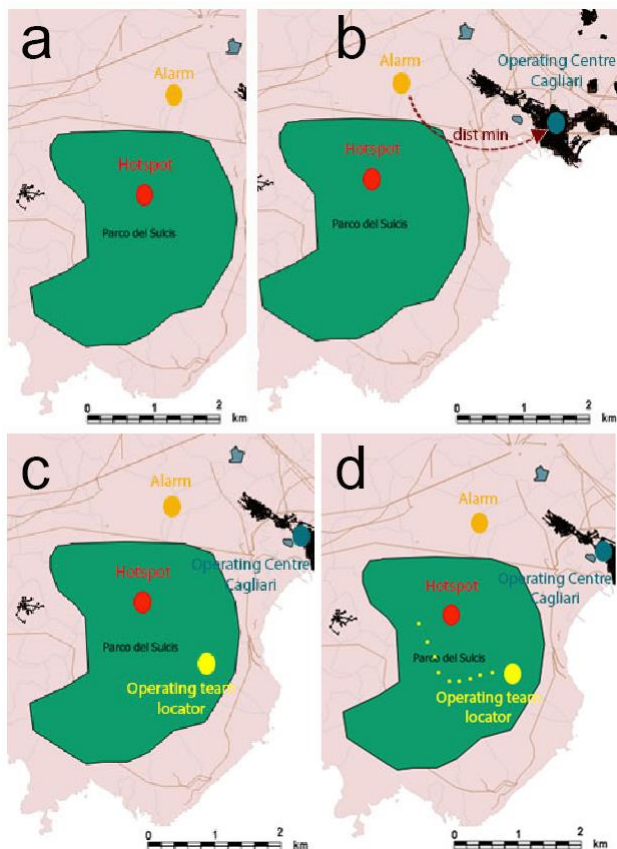 a
Alarm
Hotspot
Parco del Sulcis
0 1 2
km
b
Operating Centre
Cagliari
Alarm
dist min
Hotspot
Parco del Sulcis
0 1 2
km
c
Alarm
Operating Centre
Cagliari
Hotspot
Parco del Sulcis
Operating team
locator
0 1 2
km
d
Alarm
Operating Centre
Cagliari
Hotspot
Parco del Sulcis
Operating team
locator
0 1 2
km